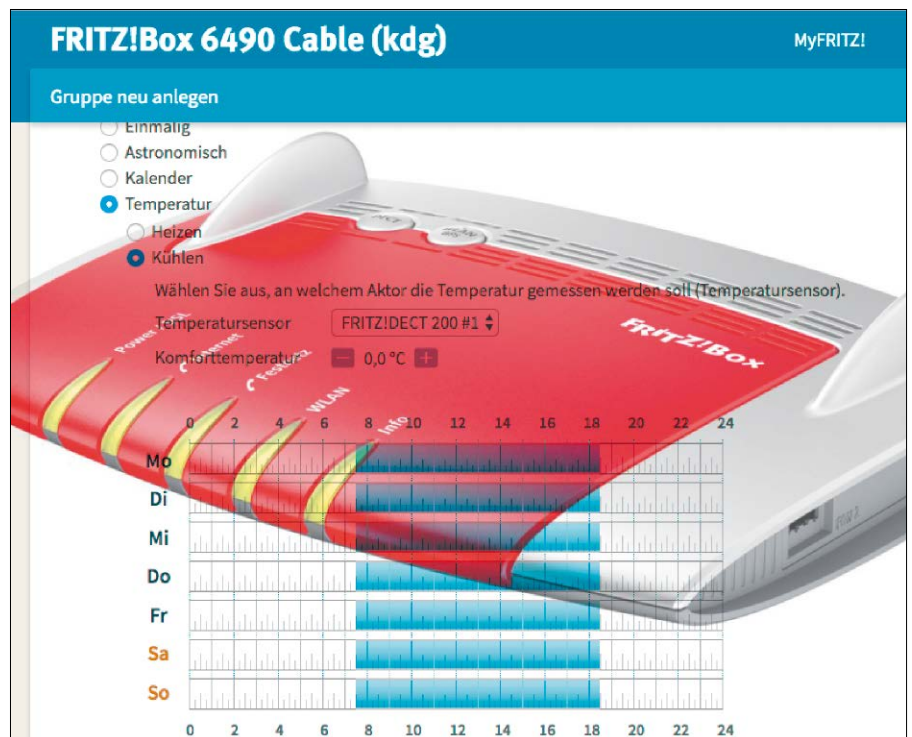 FRITZ!Box 6490 Cable (kdg)
MyFRITZ!
Gruppe neu anlegen
Einmalig
Astronomisch
Kalender
Temperatur
Heizen
Kühlen
Wählen Sie aus, an welchem Aktor die Temperatur gemessen werden soll (Temperatursensor).
Temperatursensor FRITZ!DECT 200 #1
Komforttemperatur 0,0 °C
FRITZ!Box
WLAN
Info
0 2 4 6 8 10 12 14 16 18 20 22 24
Mo
Di
Mi
Do
Fr
Sa
So
0 2 4 6 8 10 12 14 16 18 20 22 24